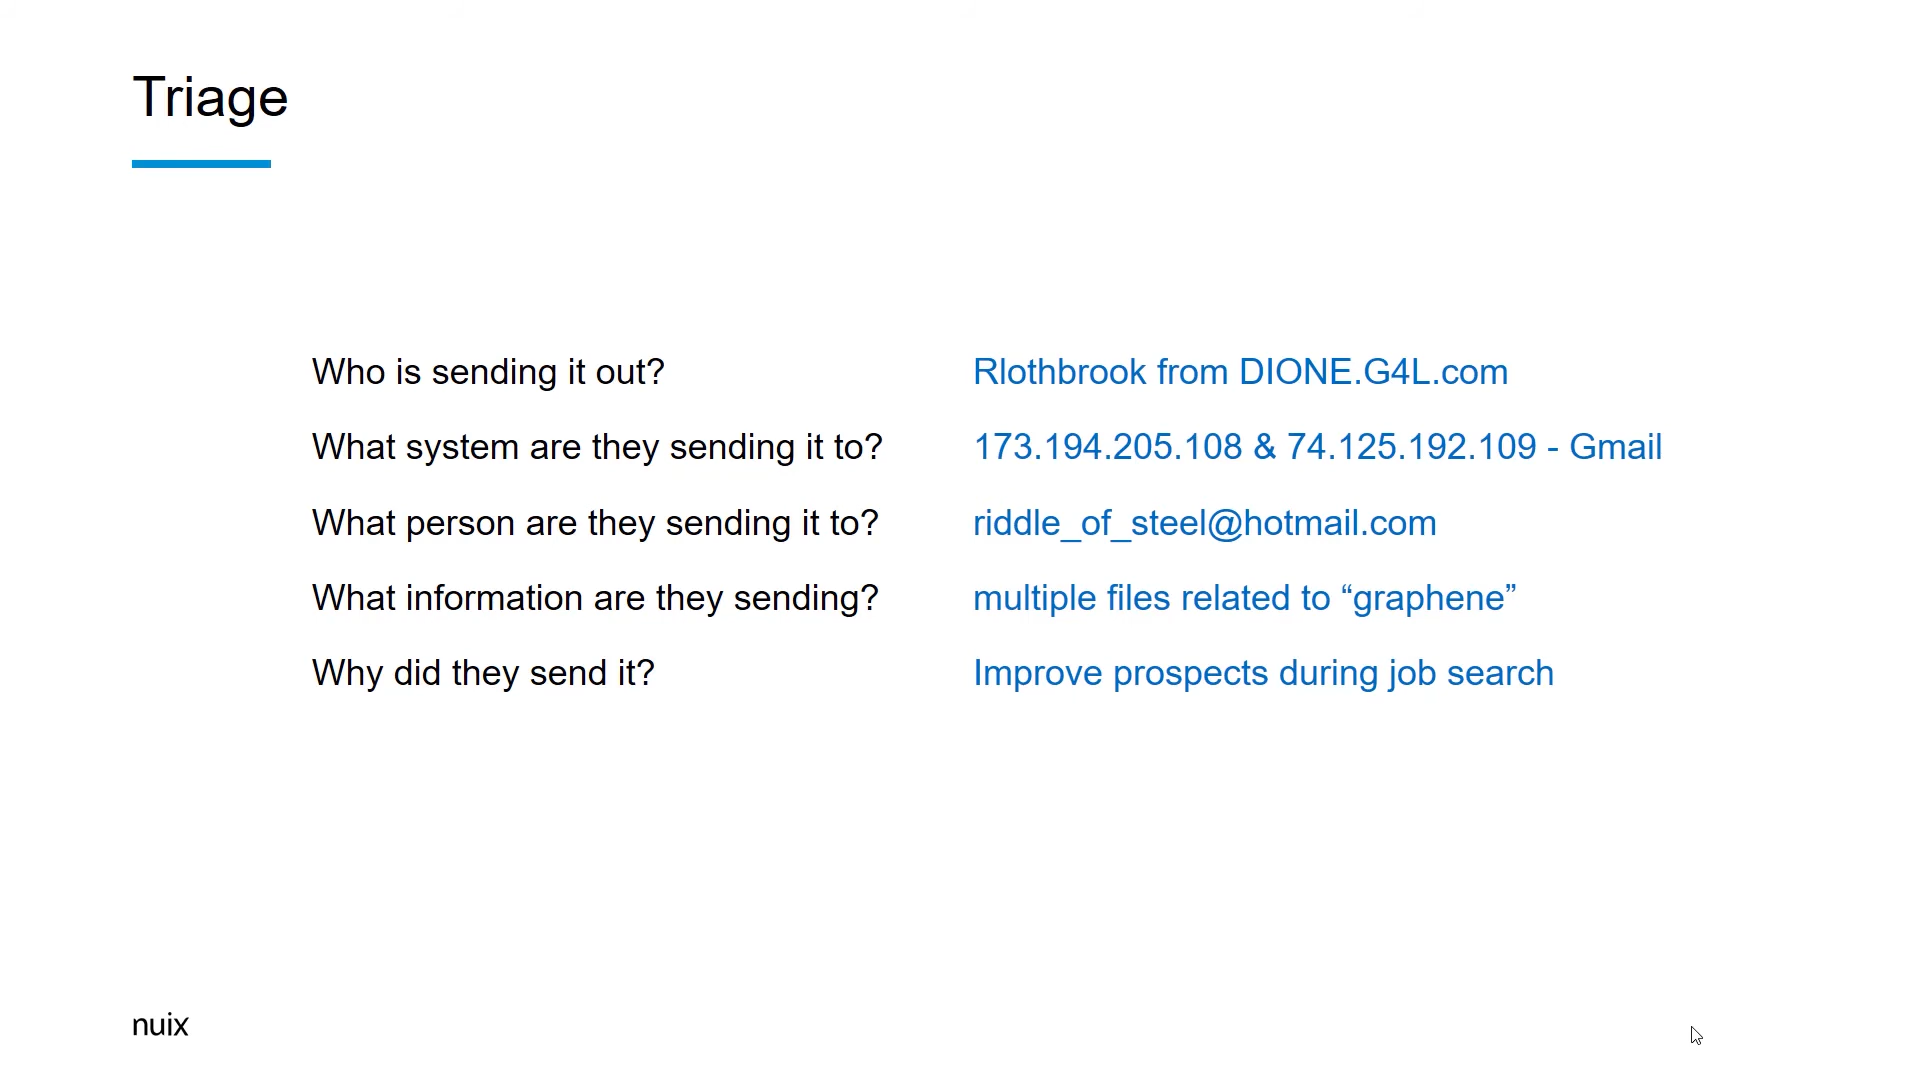 Triage
Who is sending it out? Rlothbrook from DIONE.G4L.com
What system are they sending it to? 173.194.205.108 & 74.125.192.109 - Gmail
What person are they sending it to? riddle_of_steel@hotmail.com
What information are they sending? multiple files related to “graphene”
Why did they send it? Improve prospects during job search
nuix